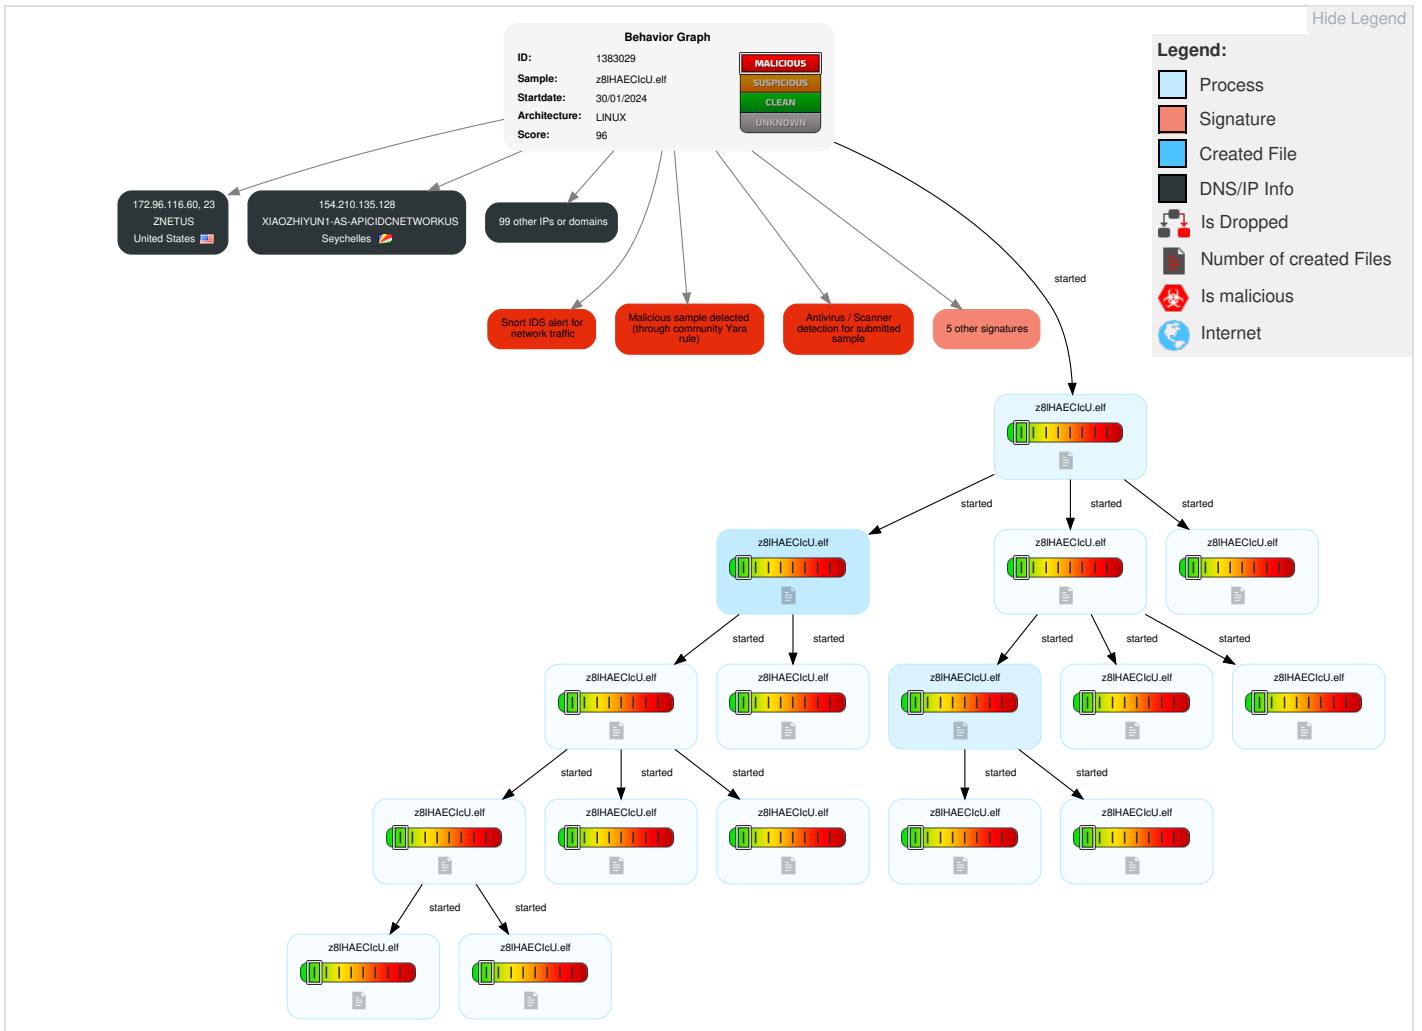 Hide Legend
Behavior Graph
ID: 1383029
Sample: z8lHAEClcU.elf
Startdate: 30/01/2024
Architecture: LINUX
Score: 96
MALICIOUS
SUSPICIOUS
CLEAN
UNKNOWN
Legend:
Process
Signature
Created File
DNS/IP Info
Is Dropped
Number of created Files
Is malicious
Internet
172.96.116.60, 23
ZNETUS
United States
154.210.135.128
XIAOZHIYUN1-AS-APICIDCNETWORKUS
Seychelles
99 other IPs or domains
started
Snort IDS alert for
network traffic
Malicious sample detected
(through community Yara
rule)
Antivirus / Scanner
detection for submitted
sample
5 other signatures
z8lHAEClcU.elf
started
started
started
z8lHAEClcU.elf
z8lHAEClcU.elf
z8lHAEClcU.elf
started
started
started
started
started
z8lHAEClcU.elf
z8lHAEClcU.elf
z8lHAEClcU.elf
z8lHAEClcU.elf
z8lHAEClcU.elf
started
started
started
started
started
z8lHAEClcU.elf
z8lHAEClcU.elf
z8lHAEClcU.elf
z8lHAEClcU.elf
z8lHAEClcU.elf
started
started
z8lHAEClcU.elf
z8lHAEClcU.elf